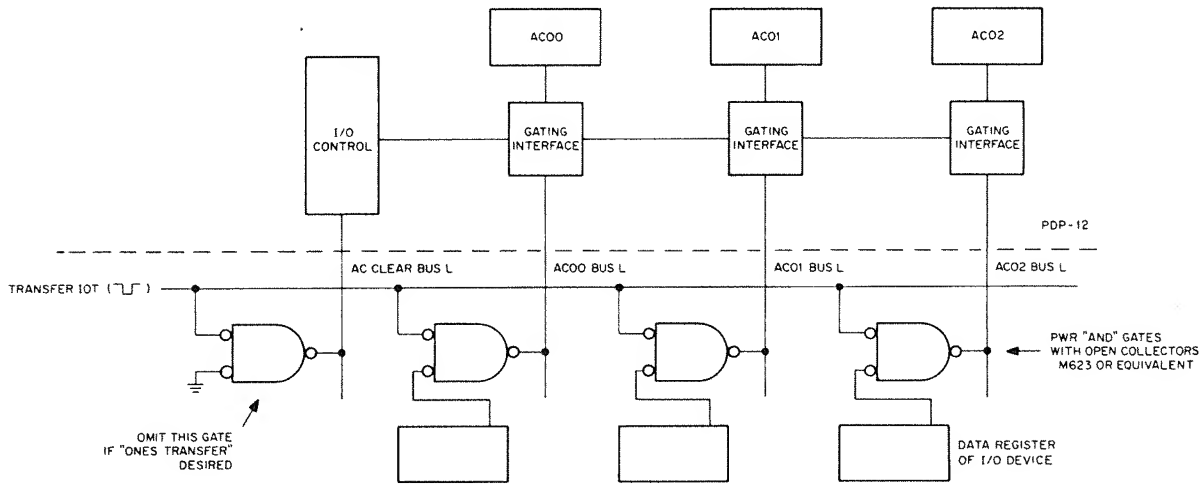 AC00
AC01
AC02
I/O
CONTROL
GATING
INTERFACE
GATING
INTERFACE
GATING
INTERFACE
PDP-12
AC CLEAR BUS L
AC00 BUS L
AC01 BUS L
AC02 BUS L
TRANSFER IOT ( )
PWR "AND" GATES
WITH OPEN COLLECTORS
M623 OR EQUIVALENT
OMIT THIS GATE
IF "ONES TRANSFER"
DESIRED
DATA REGISTER
OF I/O DEVICE